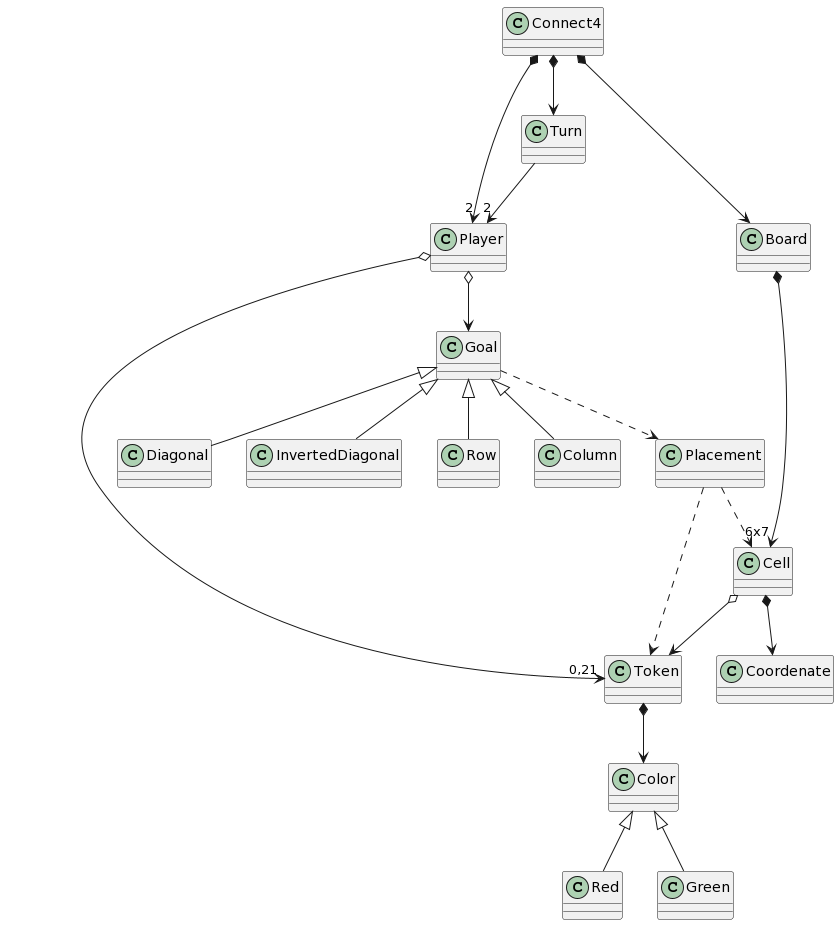 C Connect4
C Turn
2 2
C Player
C Board
C Goal
C Diagonal
C InvertedDiagonal
C Row
C Column
C Placement
6x7
C Cell
0,21
C Token
C Coordenate
C Color
C Red
C Green